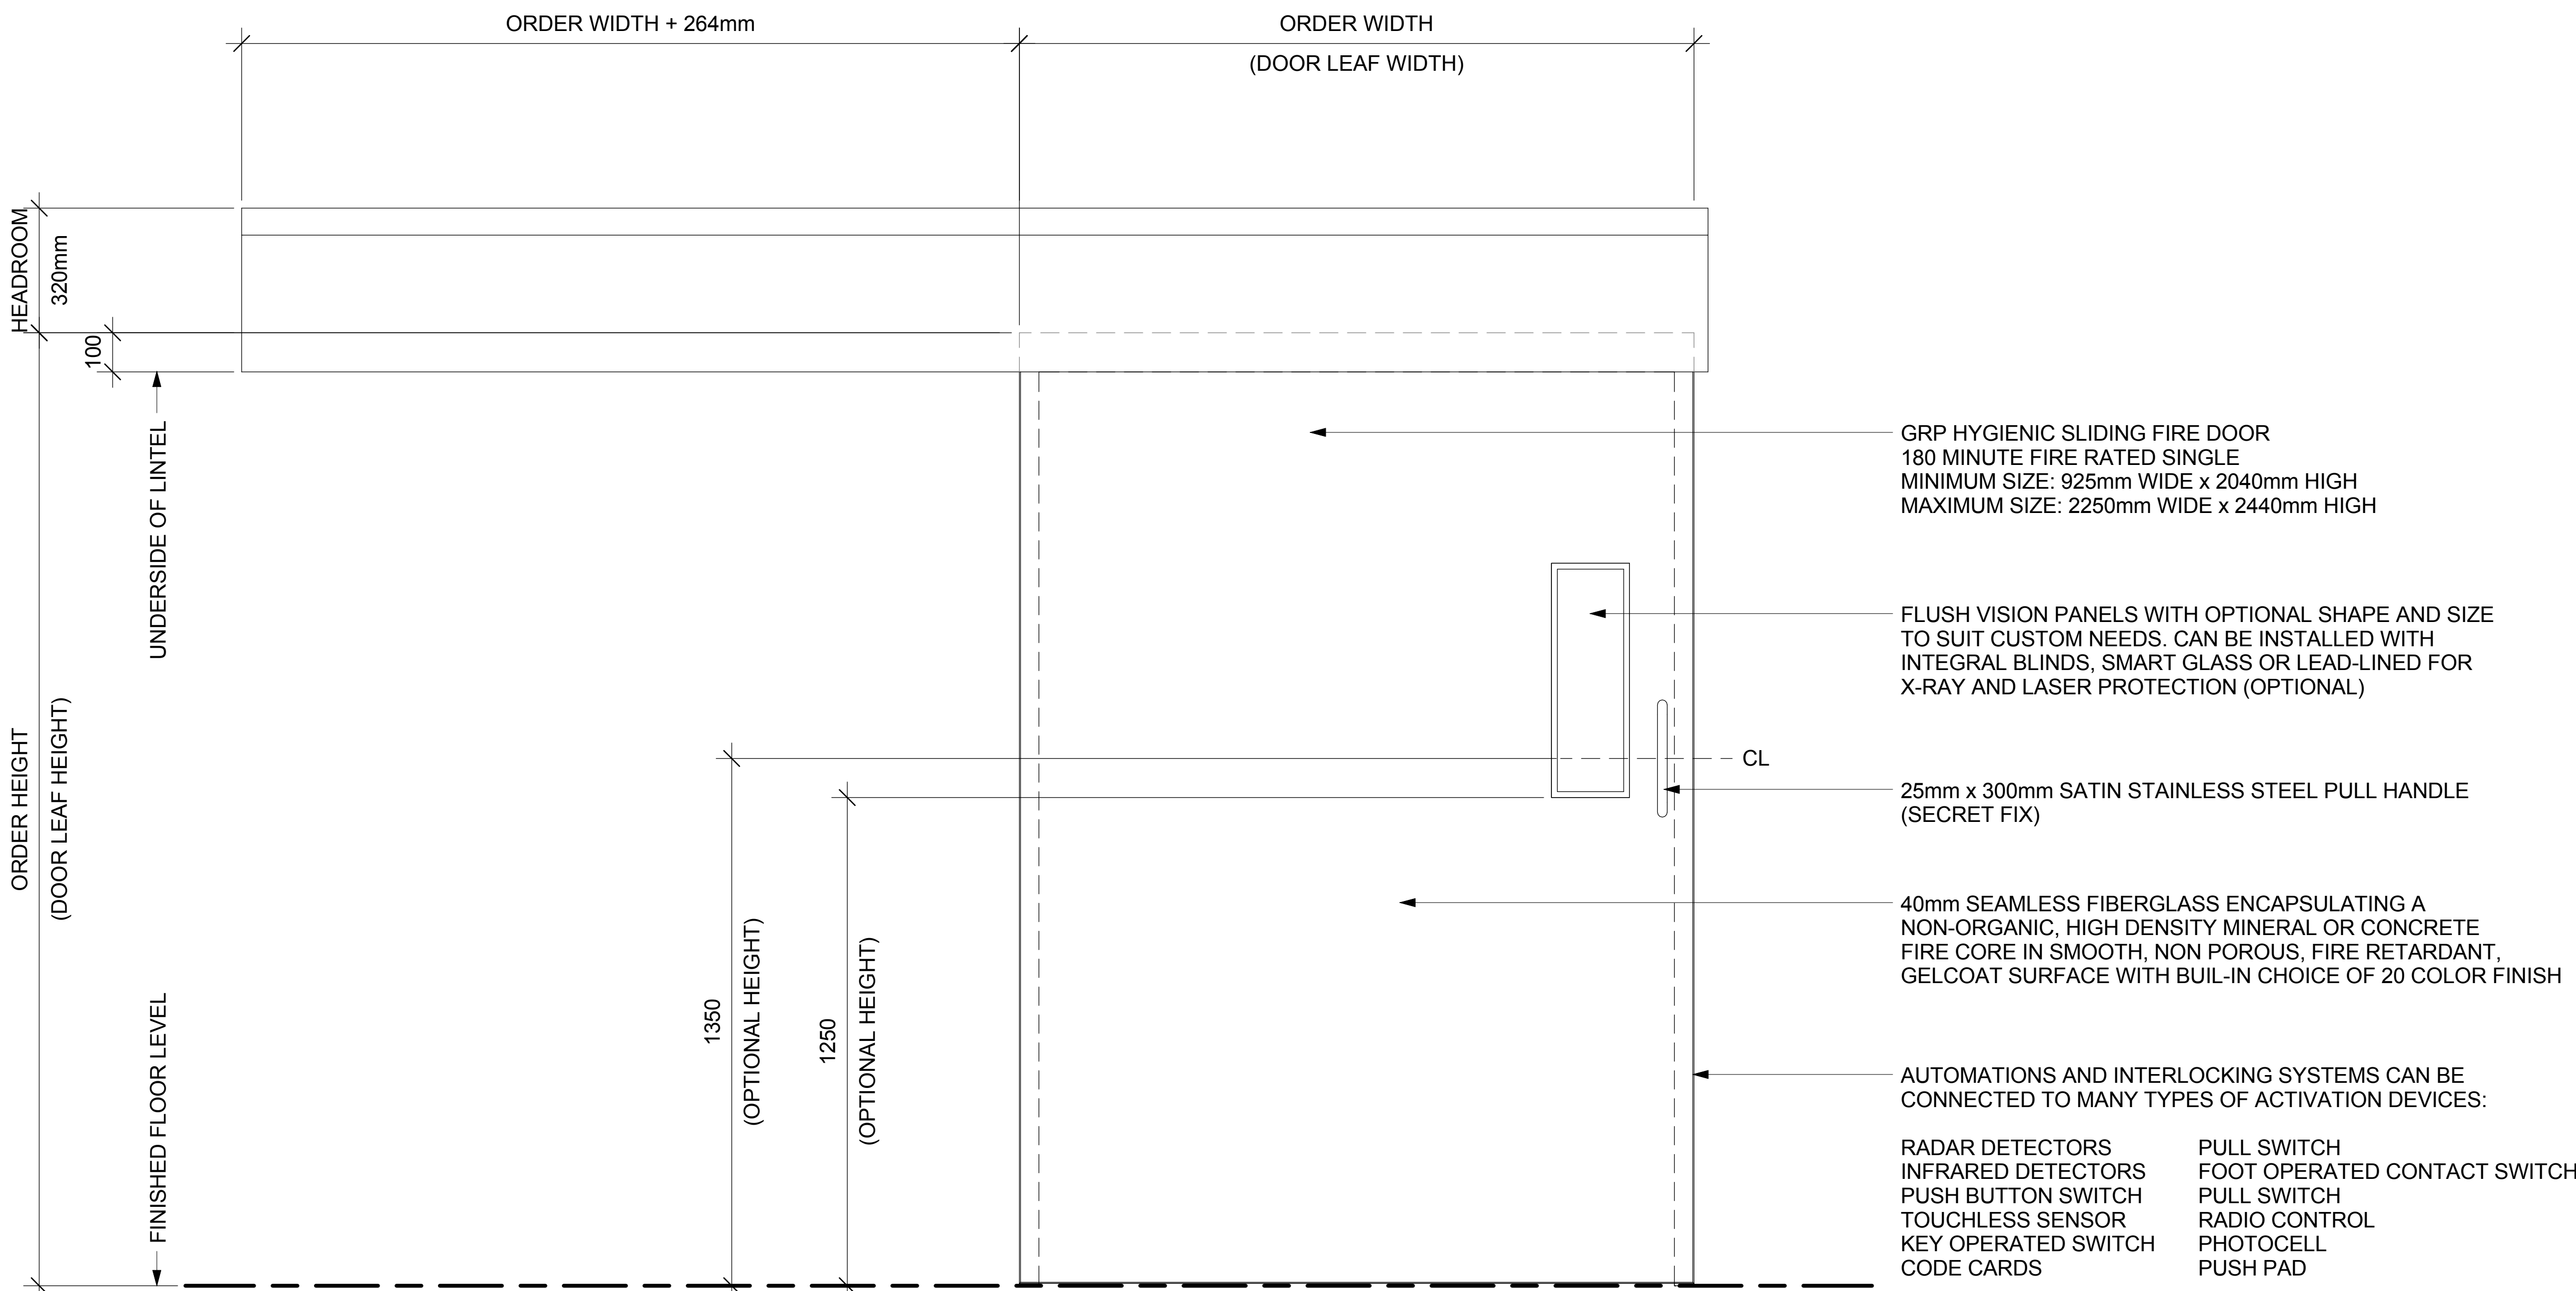 ORDER WIDTH + 264mm
ORDER WIDTH
(DOOR LEAF WIDTH)
HEADROOM
320mm
100
UNDERSIDE OF LINTEL
ORDER HEIGHT
(DOOR LEAF HEIGHT)
FINISHED FLOOR LEVEL
1350
(OPTIONAL HEIGHT)
1250
(OPTIONAL HEIGHT)
CL
GRP HYGIENIC SLIDING FIRE DOOR
180 MINUTE FIRE RATED SINGLE
MINIMUM SIZE: 925mm WIDE x 2040mm HIGH
MAXIMUM SIZE: 2250mm WIDE x 2440mm HIGH
FLUSH VISION PANELS WITH OPTIONAL SHAPE AND SIZE
TO SUIT CUSTOM NEEDS. CAN BE INSTALLED WITH
INTEGRAL BLINDS, SMART GLASS OR LEAD-LINED FOR
X-RAY AND LASER PROTECTION (OPTIONAL)
25mm x 300mm SATIN STAINLESS STEEL PULL HANDLE
(SECRET FIX)
40mm SEAMLESS FIBERGLASS ENCAPSULATING A
NON-ORGANIC, HIGH DENSITY MINERAL OR CONCRETE
FIRE CORE IN SMOOTH, NON POROUS, FIRE RETARDANT,
GELCOAT SURFACE WITH BUIL-IN CHOICE OF 20 COLOR FINISH
AUTOMATIONS AND INTERLOCKING SYSTEMS CAN BE
CONNECTED TO MANY TYPES OF ACTIVATION DEVICES:
RADAR DETECTORS
INFRARED DETECTORS
PUSH BUTTON SWITCH
TOUCHLESS SENSOR
KEY OPERATED SWITCH
CODE CARDS
PULL SWITCH
FOOT OPERATED CONTACT SWITCH
PULL SWITCH
RADIO CONTROL
PHOTOCELL
PUSH PAD